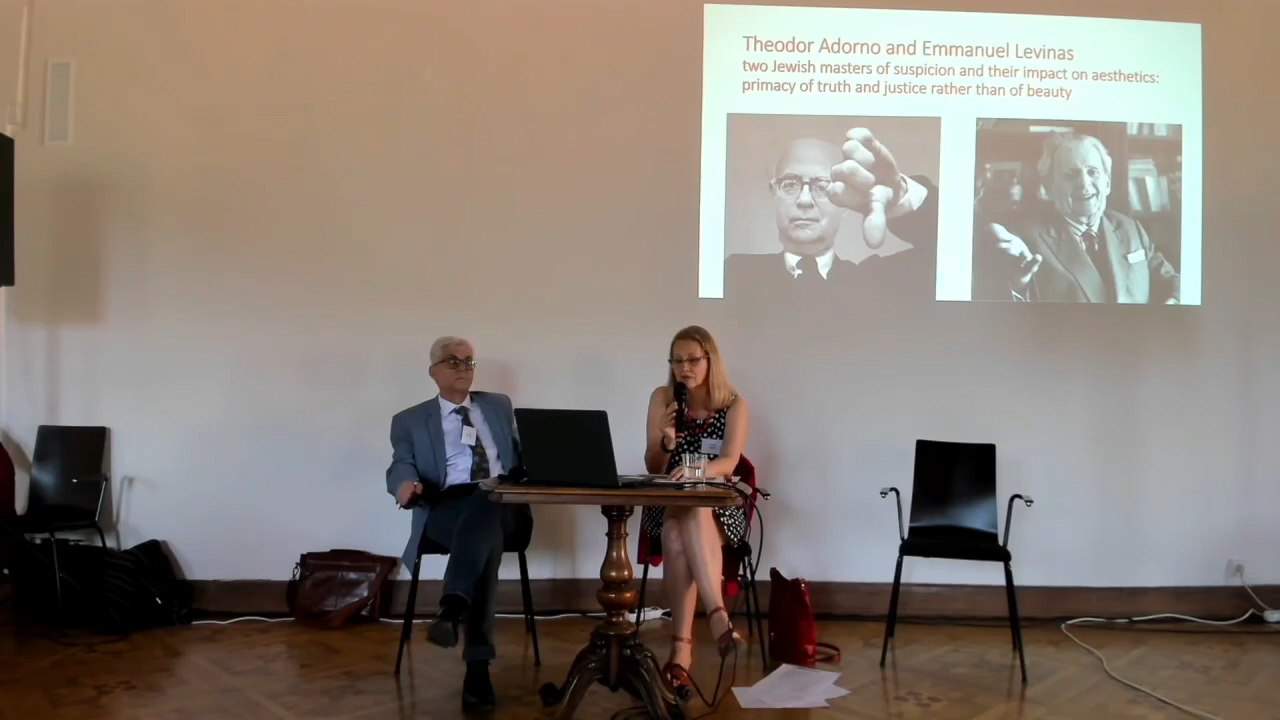 Theodor Adorno and Emmanuel Levinas
two Jewish masters of suspicion and their impact on aesthetics:
primacy of truth and justice rather than of beauty